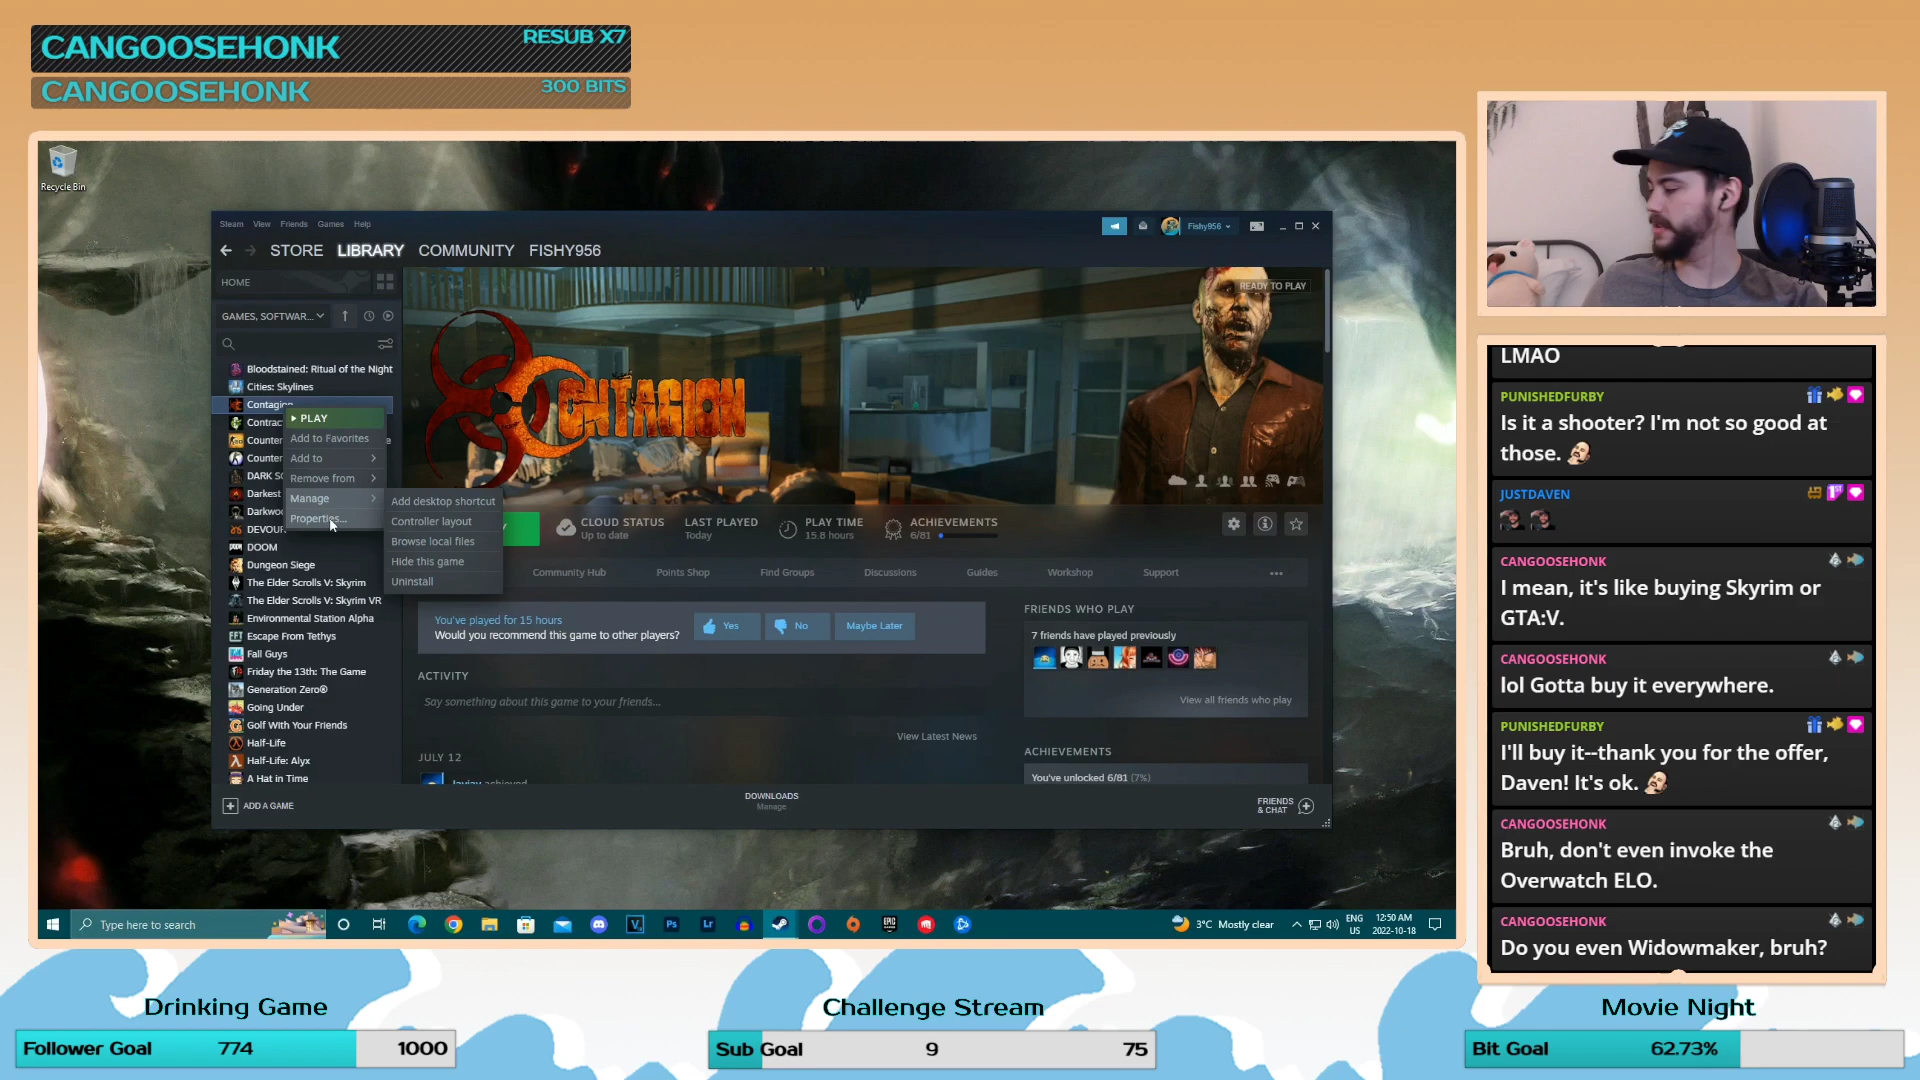 CANGOOSEHONK RESUB X7
CANGOOSEHONK 300 BITS
Recycle Bin
Steam View Friends Games Help
Fishy956
STORE LIBRARY COMMUNITY FISHY956
HOME
GAMES, SOFTWAR...
READY TO PLAY
CONTAGION
Bloodstained: Ritual of the Night
Cities: Skylines
Contagion
Contrac
Counter
Counter
DARK SO
Darkest
Darkwo
DEVOUR
DOOM
Dungeon Siege
The Elder Scrolls V: Skyrim
The Elder Scrolls V: Skyrim VR
Environmental Station Alpha
Escape From Tethys
Fall Guys
Friday the 13th: The Game
Generation Zero®
Going Under
Golf With Your Friends
Half-Life
Half-Life: Alyx
A Hat in Time
PLAY
Add to Favorites
Add to
Remove from
Manage
Properties...
Add desktop shortcut
Controller layout
Browse local files
Hide this game
Uninstall
CLOUD STATUS
Up to date
LAST PLAYED
Today
PLAY TIME
15.8 hours
ACHIEVEMENTS
6/81
Community Hub Points Shop Find Groups Discussions Guides Workshop Support
You've played for 15 hours
Would you recommend this game to other players?
Yes No Maybe Later
FRIENDS WHO PLAY
7 friends have played previously
View all friends who play
ACTIVITY
Say something about this game to your friends...
View Latest News
JULY 12
ACHIEVEMENTS
You've unlocked 6/81 (7%)
ADD A GAME
DOWNLOADS
Manage
FRIENDS
& CHAT
Type here to search
3°C Mostly clear
ENG
US
12:50 AM
2022-10-18
LMAO
PUNISHEDFURBY
Is it a shooter? I'm not so good at
those.
JUSTDAVEN
CANGOOSEHONK
I mean, it's like buying Skyrim or
GTA:V.
CANGOOSEHONK
lol Gotta buy it everywhere.
PUNISHEDFURBY
I'll buy it--thank you for the offer,
Daven! It's ok.
CANGOOSEHONK
Bruh, don't even invoke the
Overwatch ELO.
CANGOOSEHONK
Do you even Widowmaker, bruh?
Drinking Game
Follower Goal 774 1000
Challenge Stream
Sub Goal 9 75
Movie Night
Bit Goal 62.73%